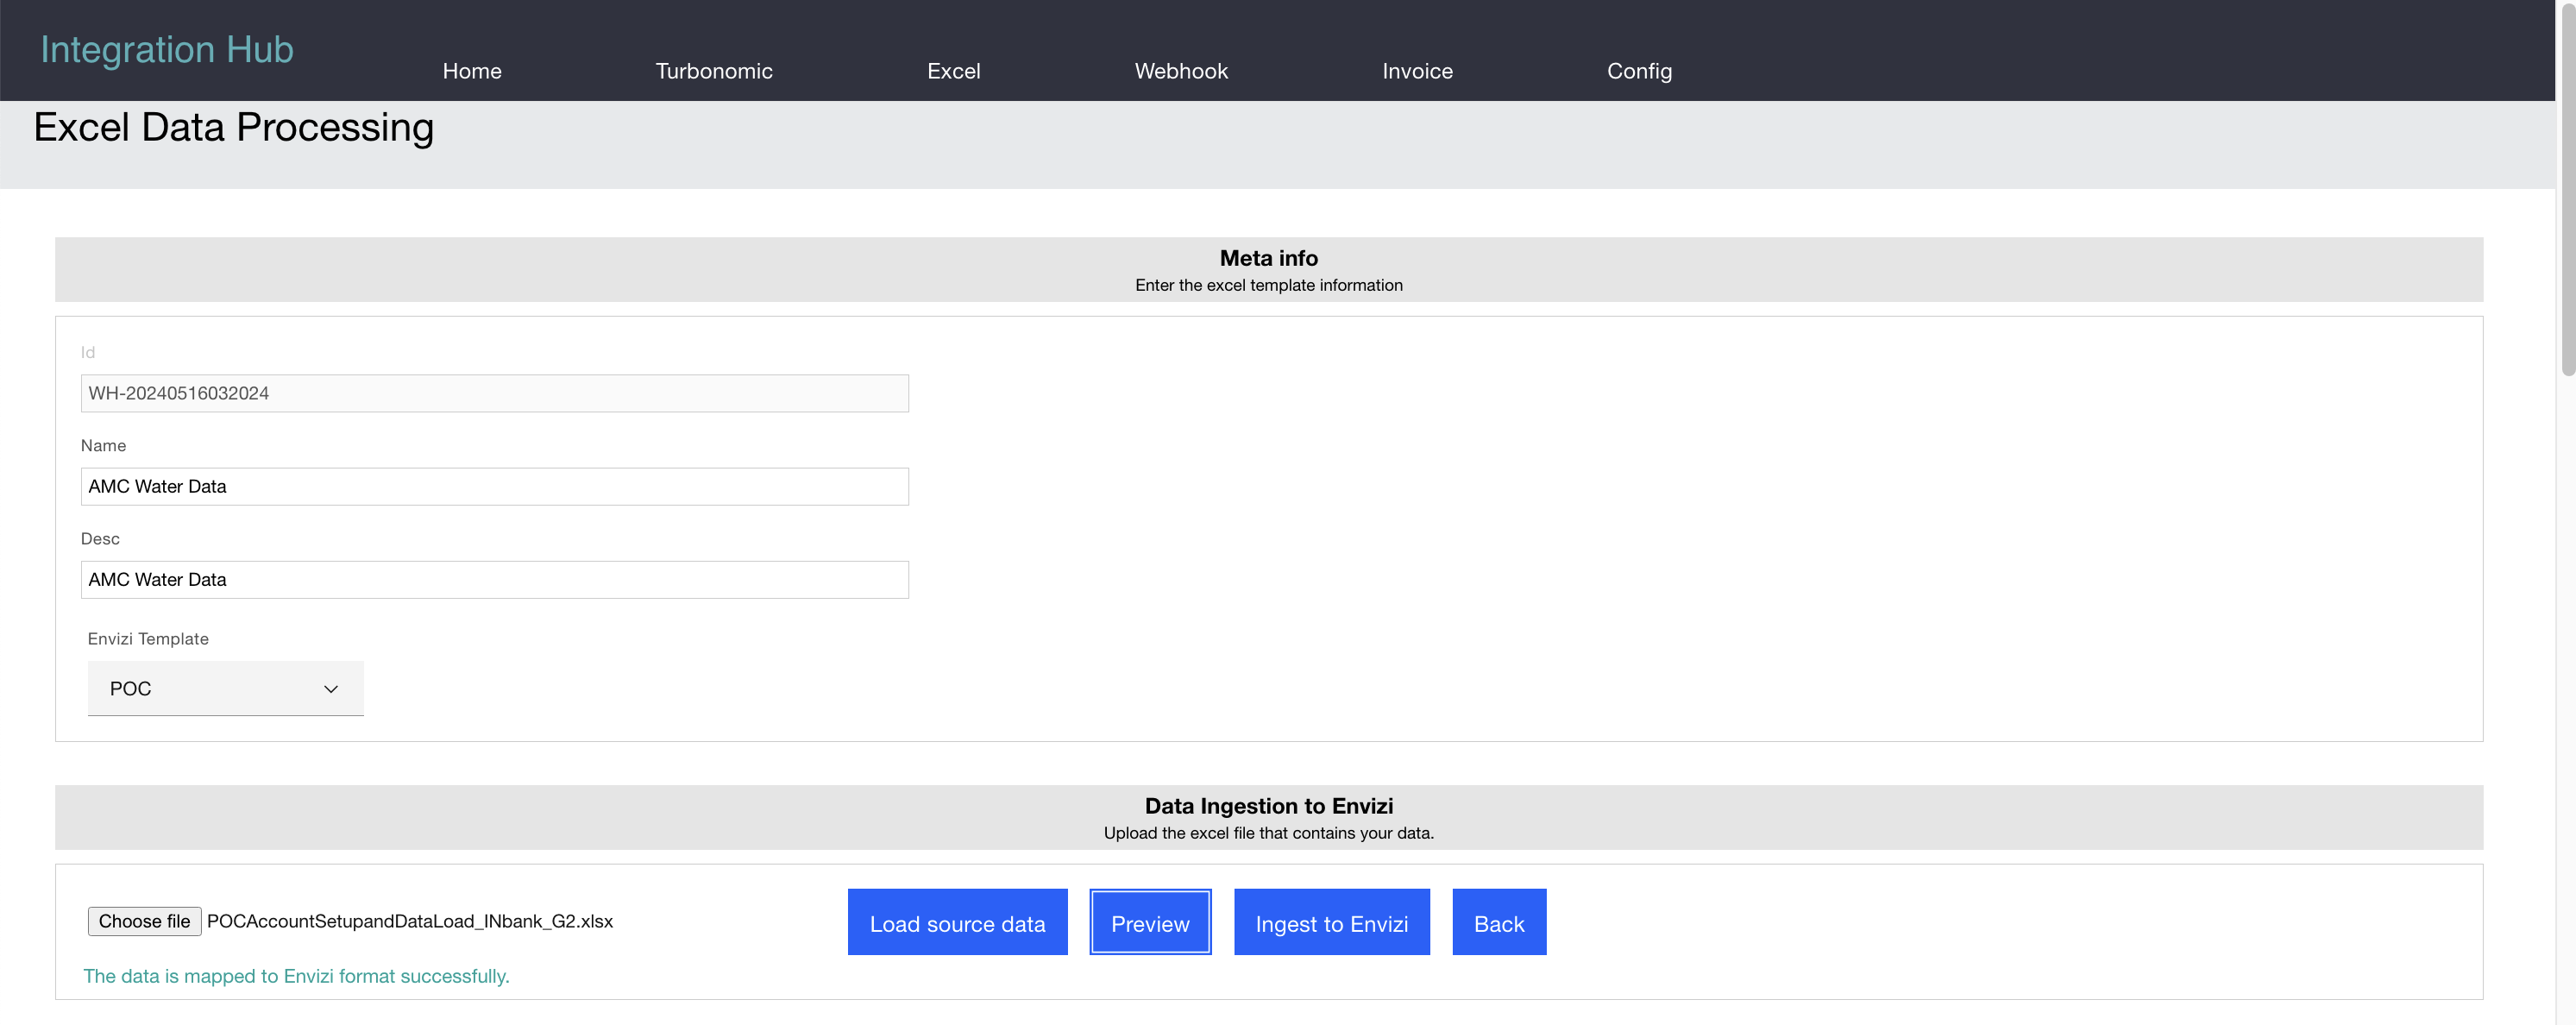 Integration Hub
Home Turbonomic Excel Webhook Invoice Config
Excel Data Processing
Meta info
Enter the excel template information
Id
WH-20240516032024
Name
AMC Water Data
Desc
AMC Water Data
Envizi Template
POC
Data Ingestion to Envizi
Upload the excel file that contains your data.
Choose file POCAccountSetupandDataLoad_INbank_G2.xlsx Load source data Preview Ingest to Envizi Back
The data is mapped to Envizi format successfully.